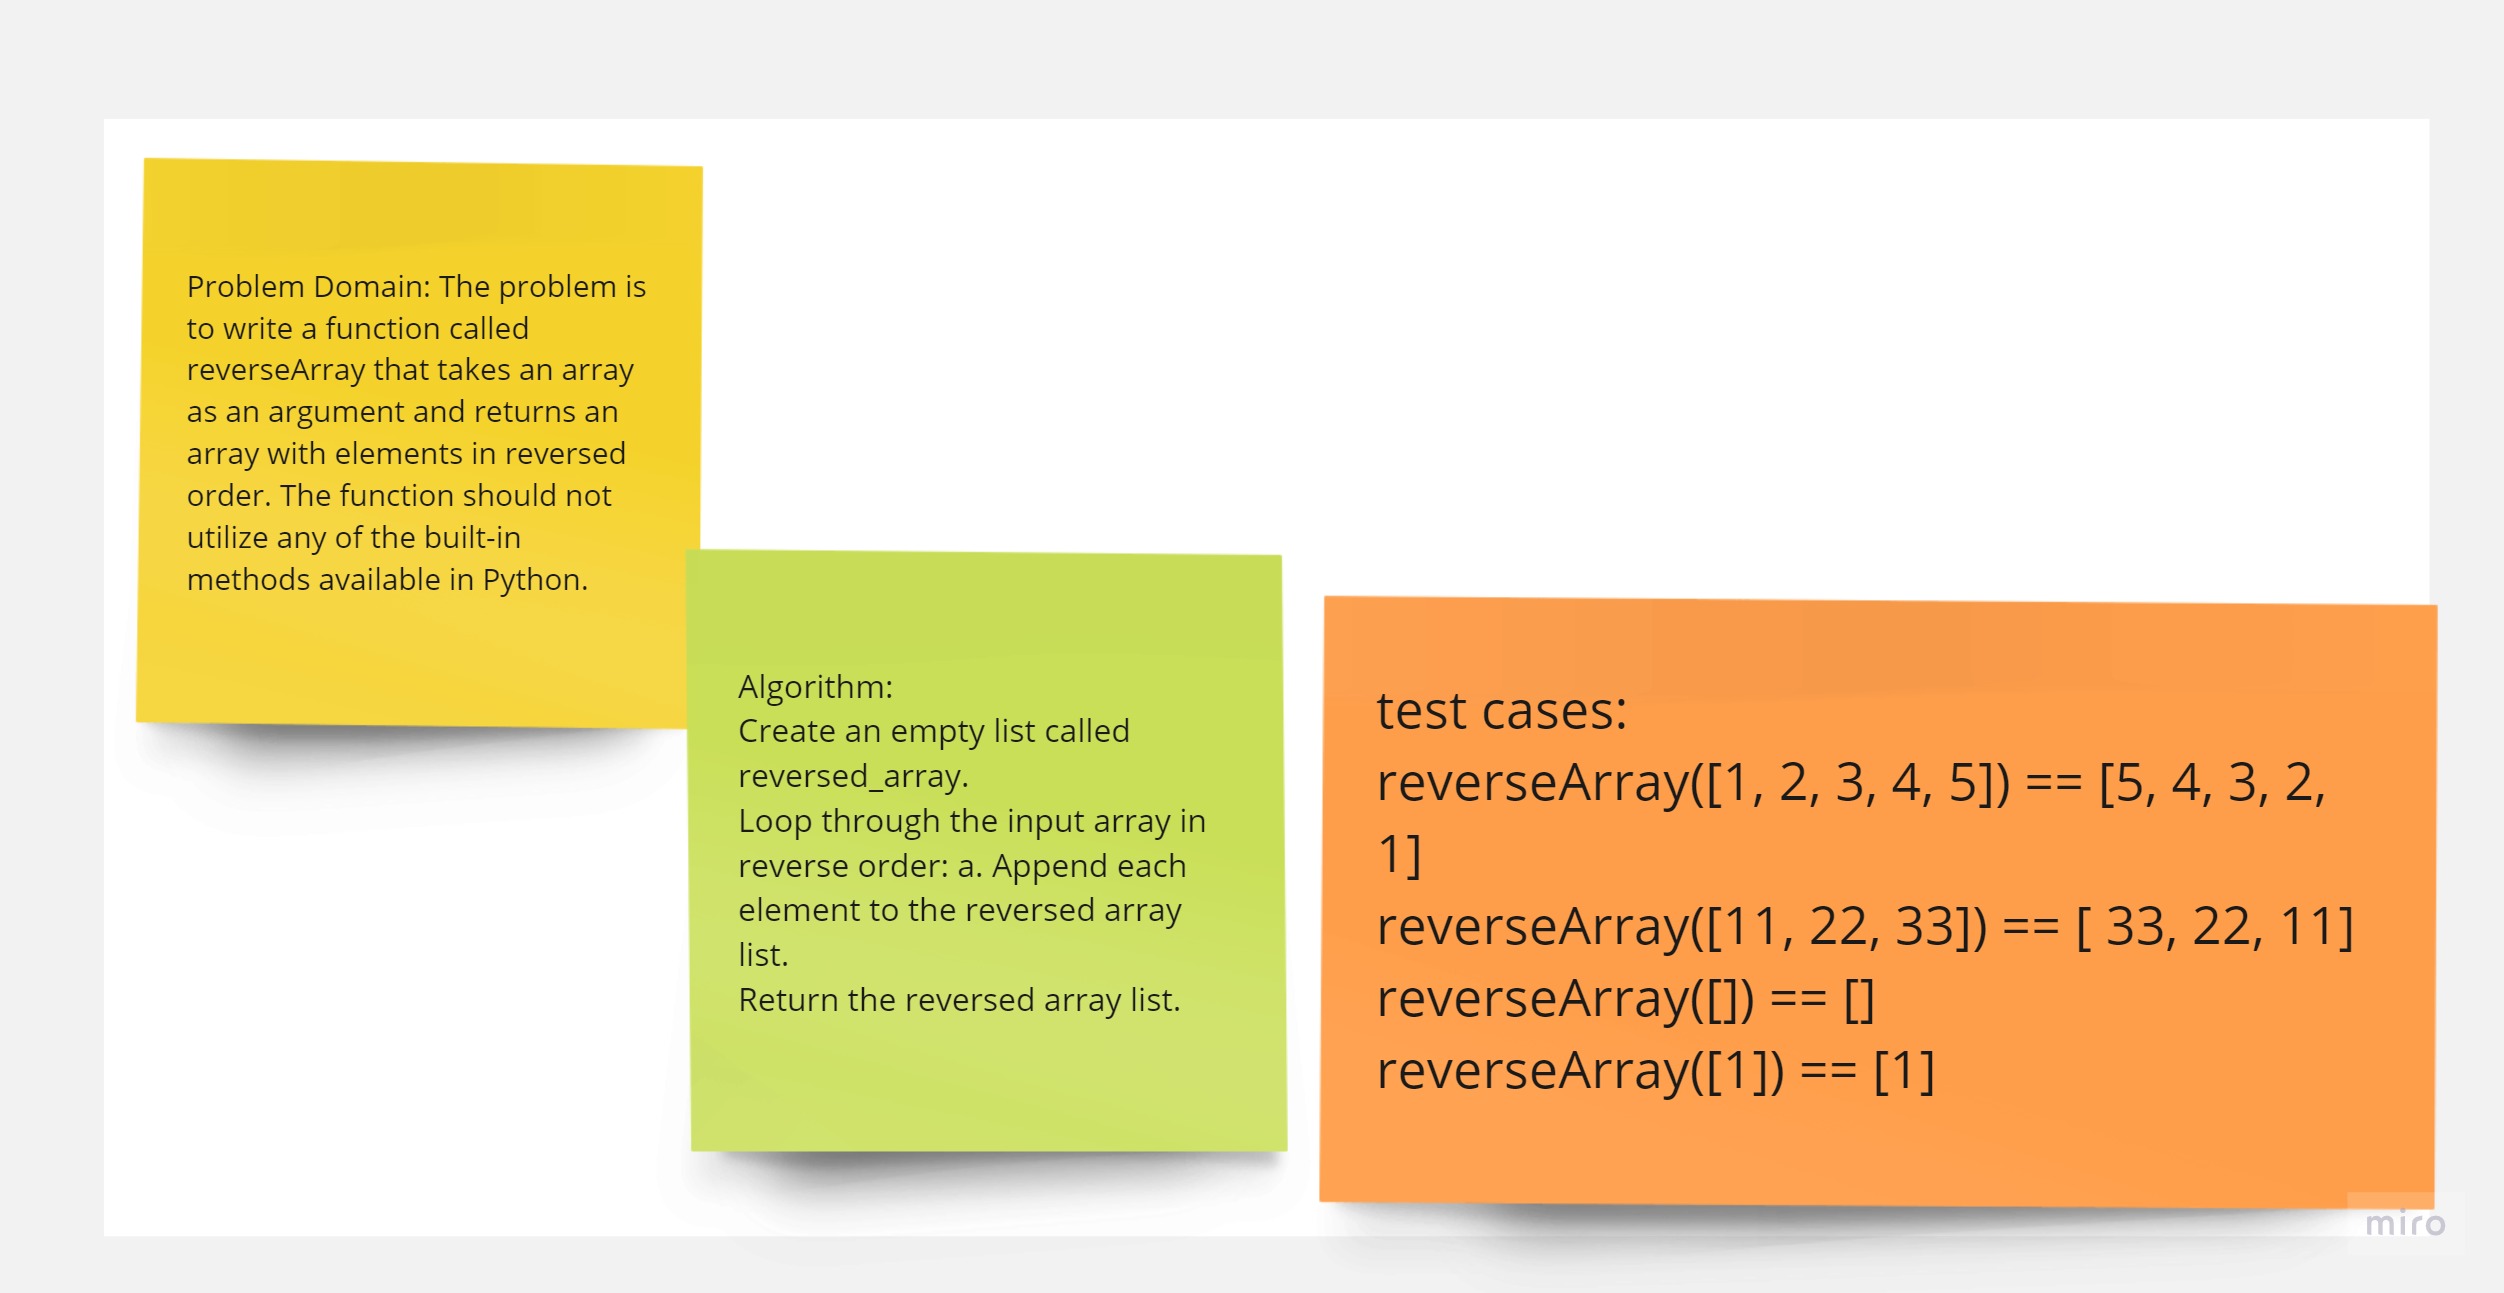 Problem Domain: The problem is
to write a function called
reverseArray that takes an array
as an argument and returns an
array with elements in reversed
order. The function should not
utilize any of the built-in
methods available in Python.
Algorithm:
Create an empty list called
reversed_array.
Loop through the input array in
reverse order: a. Append each
element to the reversed array
list.
Return the reversed array list.
test cases:
reverseArray([1, 2, 3, 4, 5]) == [5, 4, 3, 2,
1]
reverseArray([11, 22, 33]) == [ 33, 22, 11]
reverseArray([]) == []
reverseArray([1]) == [1]
miro